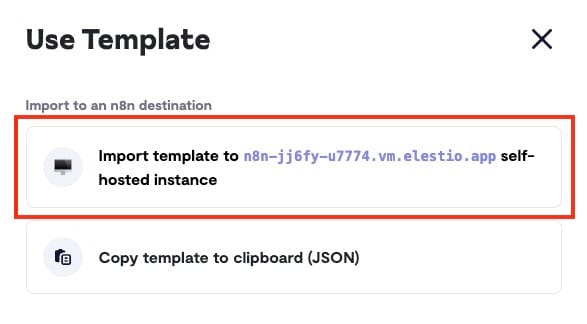 Use Template
Import to an n8n destination
Import template to n8n-jj6fy-u7774.vm.elestio.app self-
hosted instance
Copy template to clipboard (JSON)